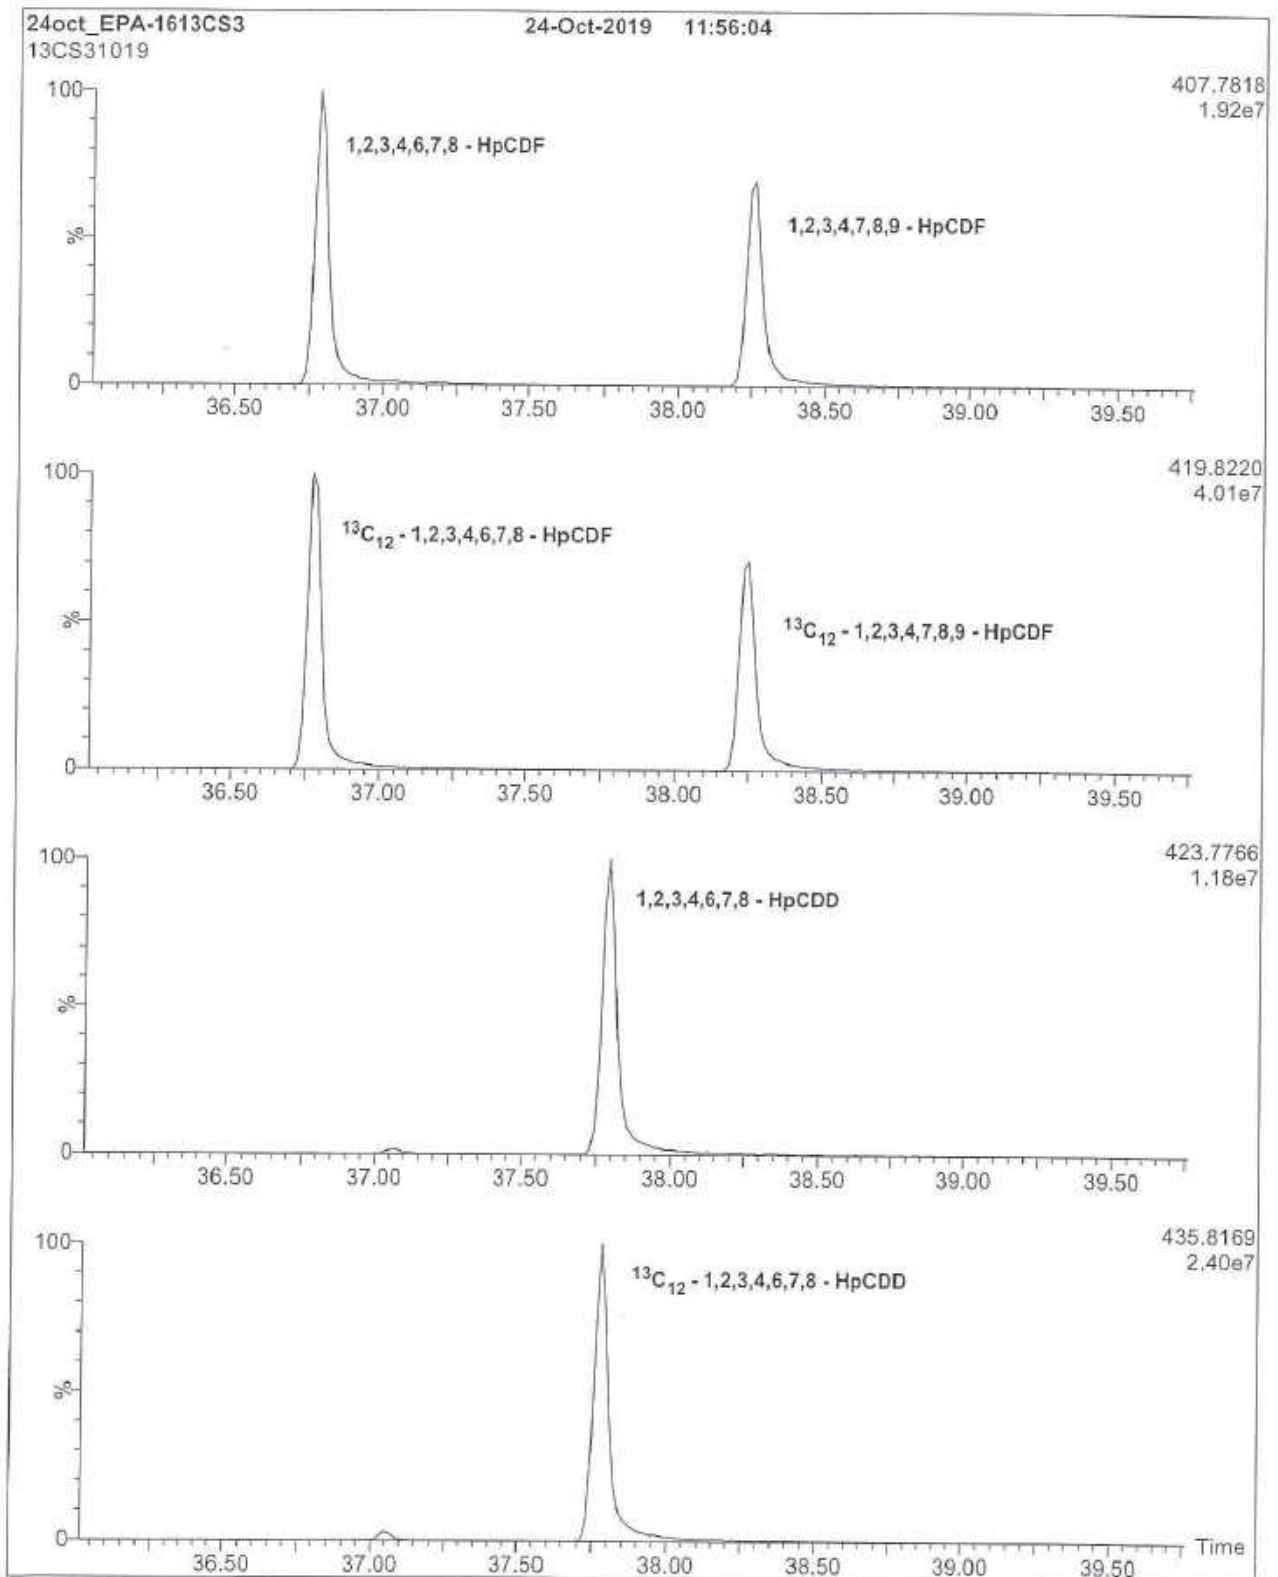 24oct_EPA-1613CS3 24-Oct-2019 11:56:04
13CS31019
407.7818
1.92e7
100
1,2,3,4,6,7,8 - HpCDF
1,2,3,4,7,8,9 - HpCDF
%
0
36.50 37.00 37.50 38.00 38.50 39.00 39.50
419.8220
4.01e7
100
¹³C₁₂ - 1,2,3,4,6,7,8 - HpCDF
¹³C₁₂ - 1,2,3,4,7,8,9 - HpCDF
%
0
36.50 37.00 37.50 38.00 38.50 39.00 39.50
423.7766
1.18e7
100
1,2,3,4,6,7,8 - HpCDD
%
0
36.50 37.00 37.50 38.00 38.50 39.00 39.50
435.8169
2.40e7
100
¹³C₁₂ - 1,2,3,4,6,7,8 - HpCDD
%
0
Time
36.50 37.00 37.50 38.00 38.50 39.00 39.50